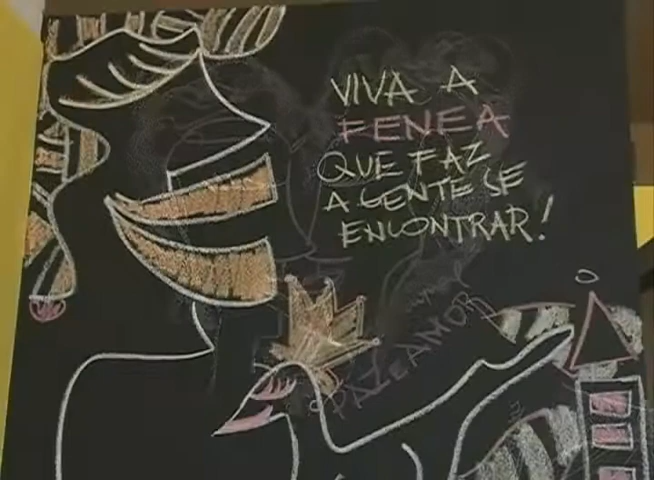 VIVA A
FENEA
QUE FAZ
A GENTE SE
ENCONTRAR!
PAZ E AMOR